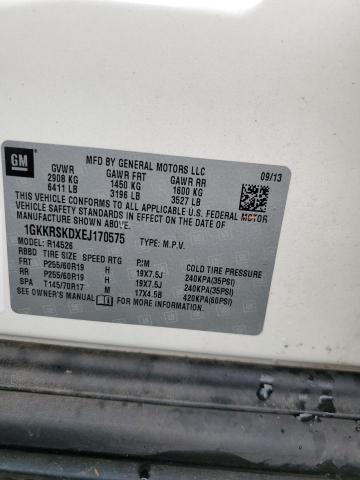 GM
MFD BY GENERAL MOTORS LLC
09/13
GVWR GAWR FRT GAWR RR
2908 KG 1450 KG 1600 KG
6411 LB 3196 LB 3527 LB
THIS VEHICLE CONFORMS TO ALL APPLICABLE U.S. FEDERAL MOTOR
VEHICLE SAFETY STANDARDS IN EFFECT ON THE DATE OF
MANUFACTURE SHOWN ABOVE.
1GKKRSKDXEJ170575 TYPE: M.P.V.
MODEL: R14526
RBBD TIRE SIZE SPEED RTG RIM COLD TIRE PRESSURE
FRT P255/60R19 H 19X7.5J 240KPA(35PSI)
RR P255/60R19 H 19X7.5J 240KPA(35PSI)
SPA T145/70R17 M 17X4.5B 420KPA(60PSI)
SEE OWNER'S MANUAL FOR MORE INFORMATION.